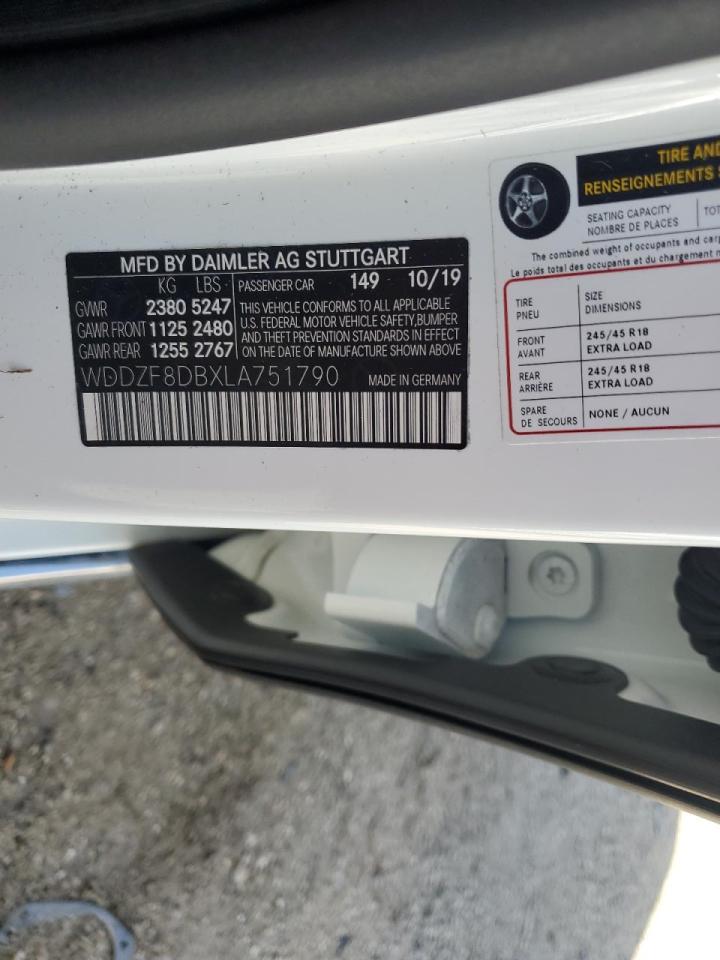 MFD BY DAIMLER AG STUTTGART
KG LBS PASSENGER CAR 149 10/19
GVWR 2380 5247
GAWR FRONT 1125 2480
GAWR REAR 1255 2767
THIS VEHICLE CONFORMS TO ALL APPLICABLE
U.S. FEDERAL MOTOR VEHICLE SAFETY,BUMPER
AND THEFT PREVENTION STANDARDS IN EFFECT
ON THE DATE OF MANUFACTURE SHOWN ABOVE.
WDDZF8DBXLA751790 MADE IN GERMANY
TIRE AND
RENSEIGNEMENTS
SEATING CAPACITY
NOMBRE DE PLACES
The combined weight of occupants and
Le poids total des occupants et du chargement
TIRE SIZE
PNEU DIMENSIONS
FRONT 245/45 R18
AVANT EXTRA LOAD
REAR 245/45 R18
ARRIÈRE EXTRA LOAD
SPARE NONE / AUCUN
DE SECOURS